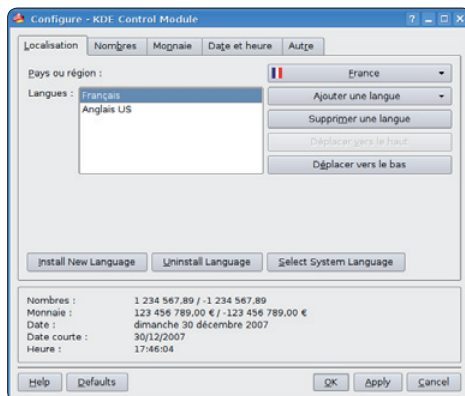 Configure - KDE Control Module
Localisation Nombres Monnaie Date et heure Autre
Pays ou région : France
Langues : Français Ajouter une langue
Anglais US Supprimer une langue
Déplacer vers le haut
Déplacer vers le bas
Install New Language Uninstall Language Select System Language
Nombres : 1 234 567,89 / -1 234 567,89
Monnaie : 123 456 789,00 € / -123 456 789,00 €
Date : dimanche 30 décembre 2007
Date courte : 30/12/2007
Heure : 17:46:04
Help Defaults OK Apply Cancel